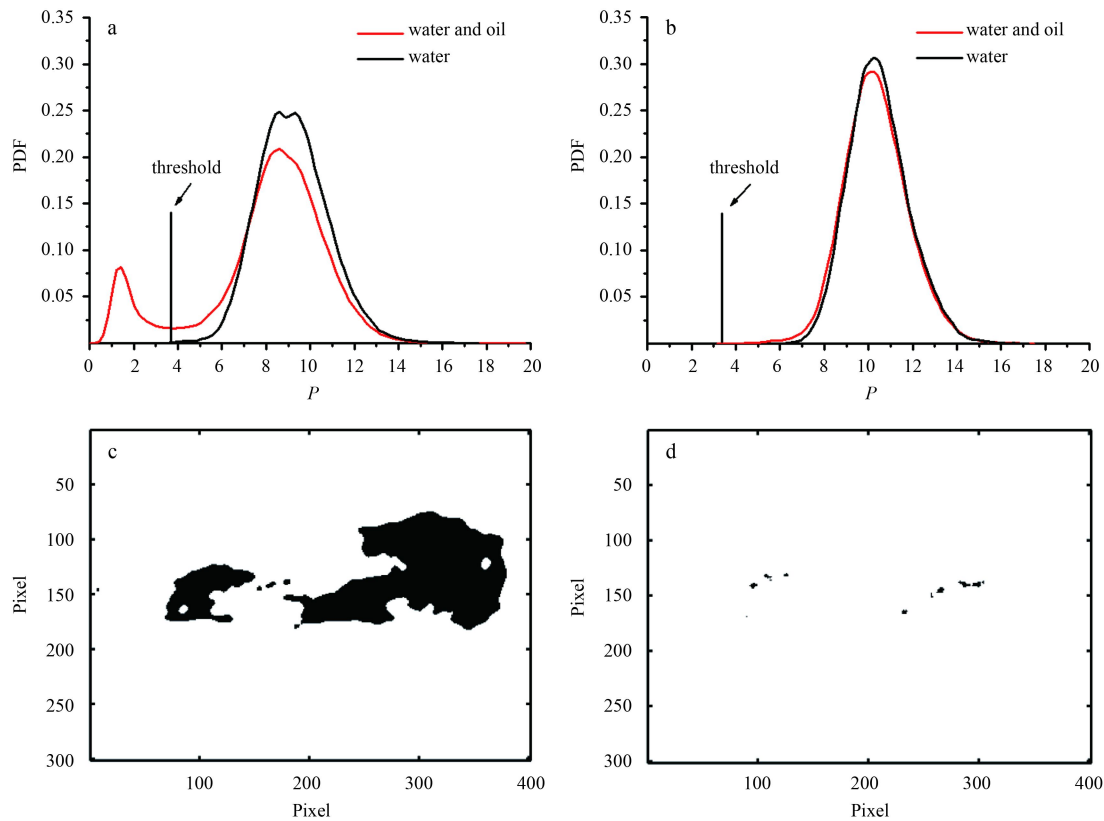 a
water and oil
water
threshold
PDF
0.35
0.30
0.25
0.20
0.15
0.10
0.05
0 2 4 6 8 10 12 14 16 18 20
P
b
water and oil
water
threshold
PDF
0.35
0.30
0.25
0.20
0.15
0.10
0.05
0 2 4 6 8 10 12 14 16 18 20
P
c
Pixel
50
100
150
200
250
300
100 200 300 400
Pixel
d
Pixel
50
100
150
200
250
300
100 200 300 400
Pixel